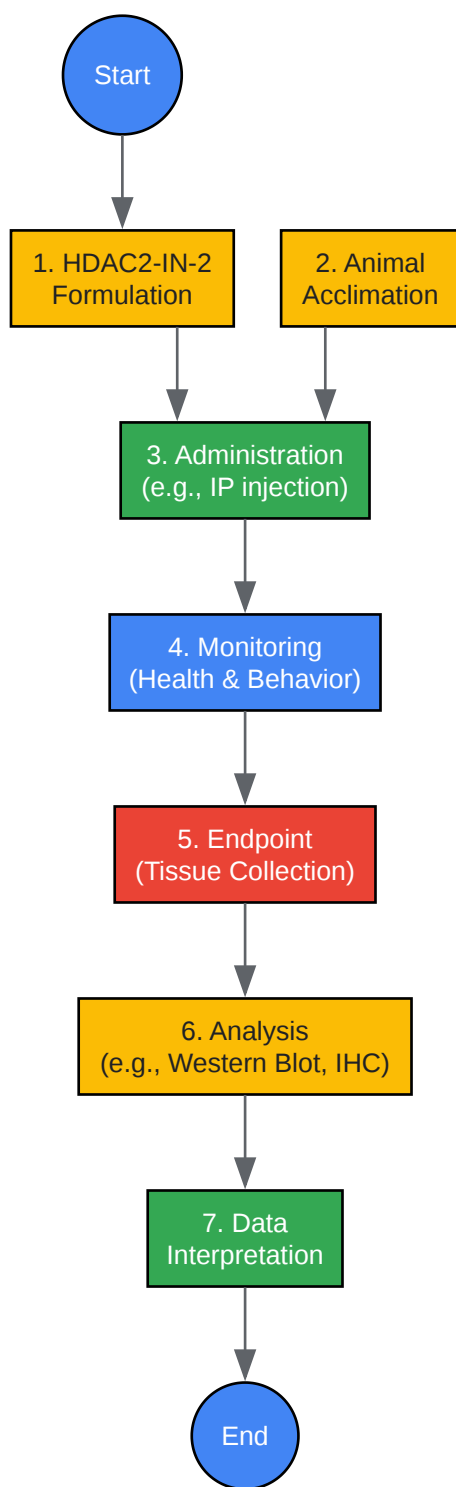 Start
1. HDAC2-IN-2
Formulation
2. Animal
Acclimation
3. Administration
(e.g., IP injection)
4. Monitoring
(Health & Behavior)
5. Endpoint
(Tissue Collection)
6. Analysis
(e.g., Western Blot, IHC)
7. Data
Interpretation
End